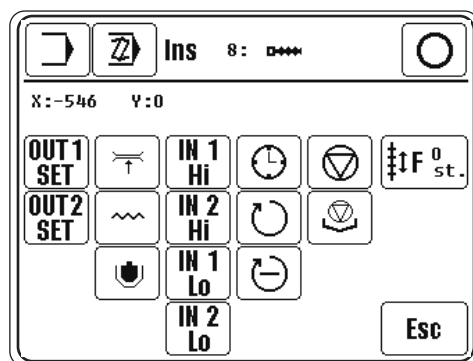 Ins 8:
X:-546 Y:0
OUT1 SET IN 1 Hi F 0 st.
OUT2 SET IN 2 Hi
IN 1 Lo
IN 2 Lo Esc